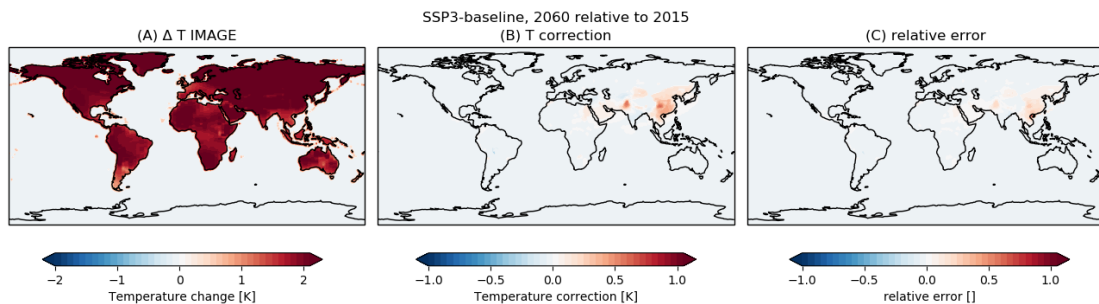 SSP3-baseline, 2060 relative to 2015
(A) Δ T IMAGE
(B) T correction
(C) relative error
−2 −1 0 1 2
Temperature change [K]
−1.0 −0.5 0.0 0.5 1.0
Temperature correction [K]
−1.0 −0.5 0.0 0.5 1.0
relative error []